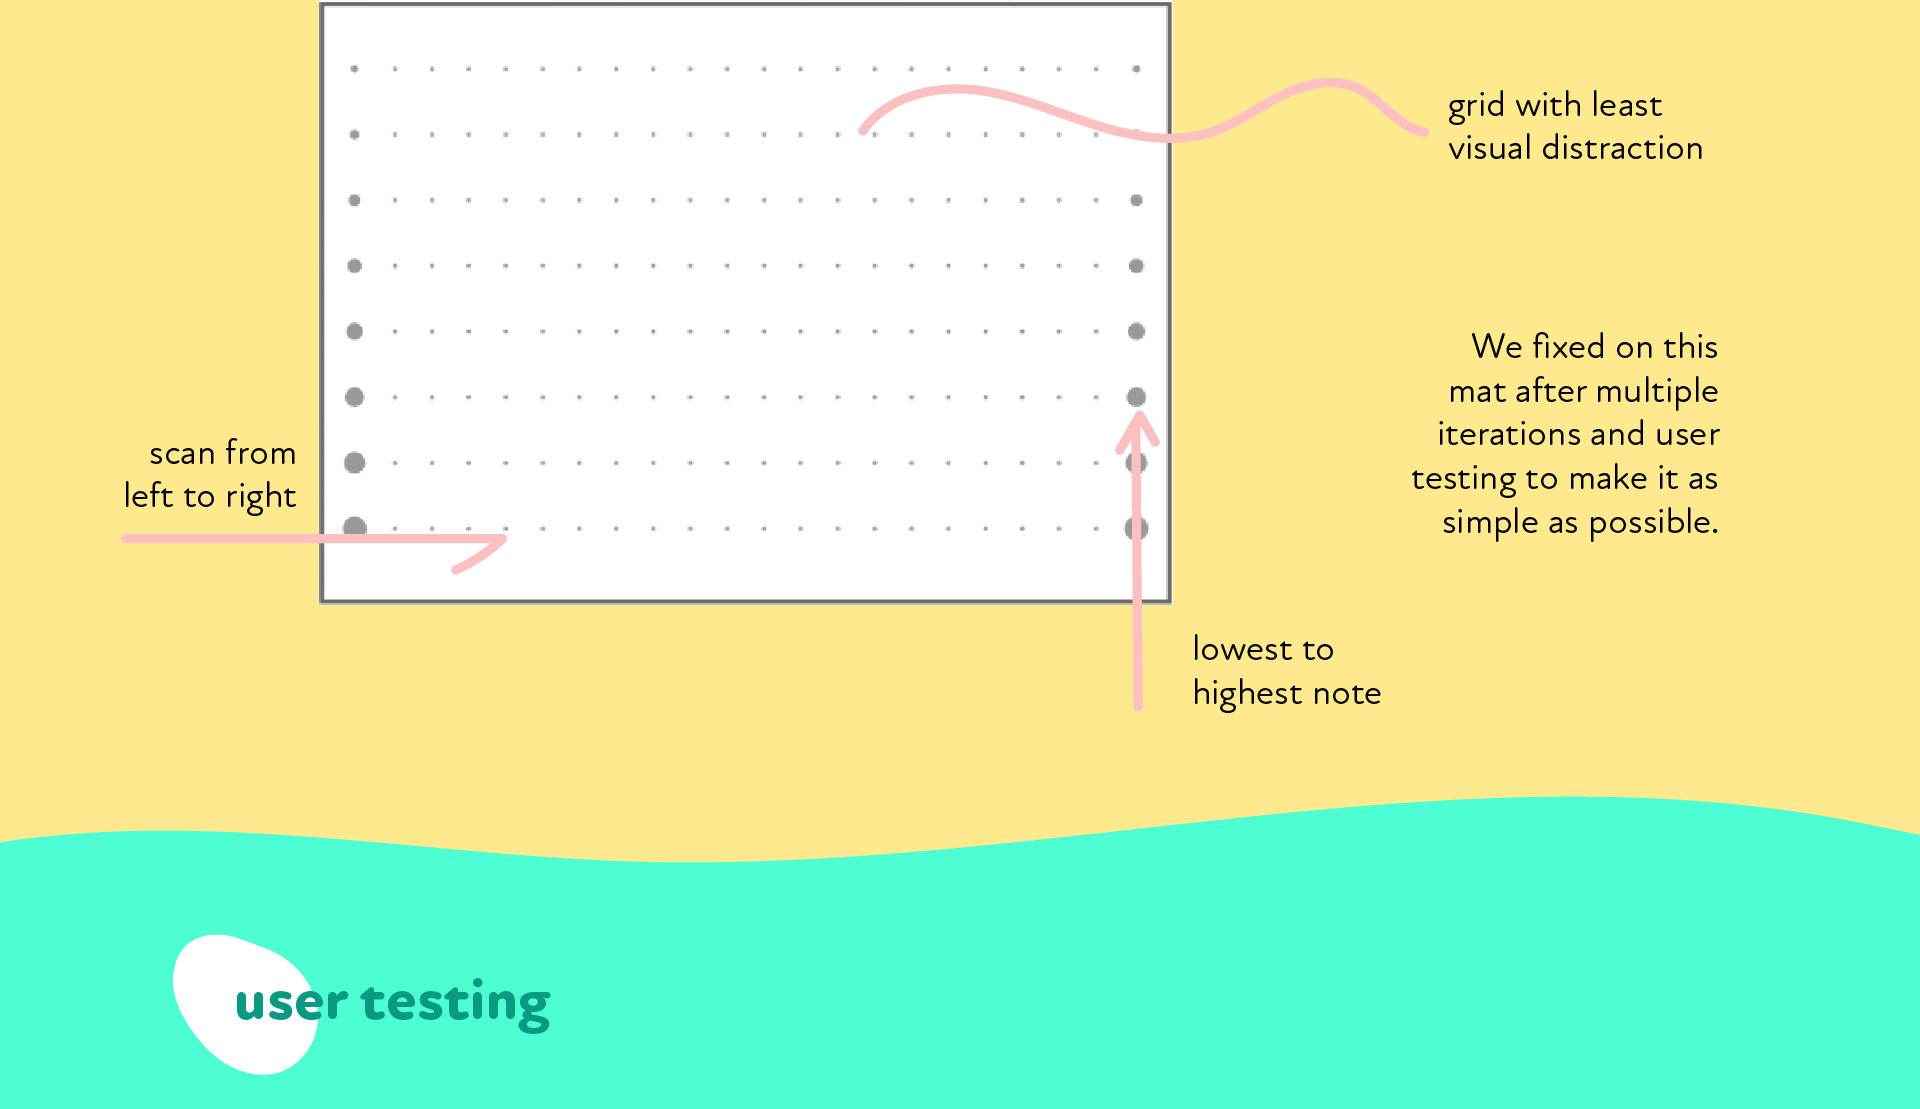 grid with least
visual distraction
We fixed on this
mat after multiple
iterations and user
testing to make it as
simple as possible.
scan from
left to right
lowest to
highest note
user testing